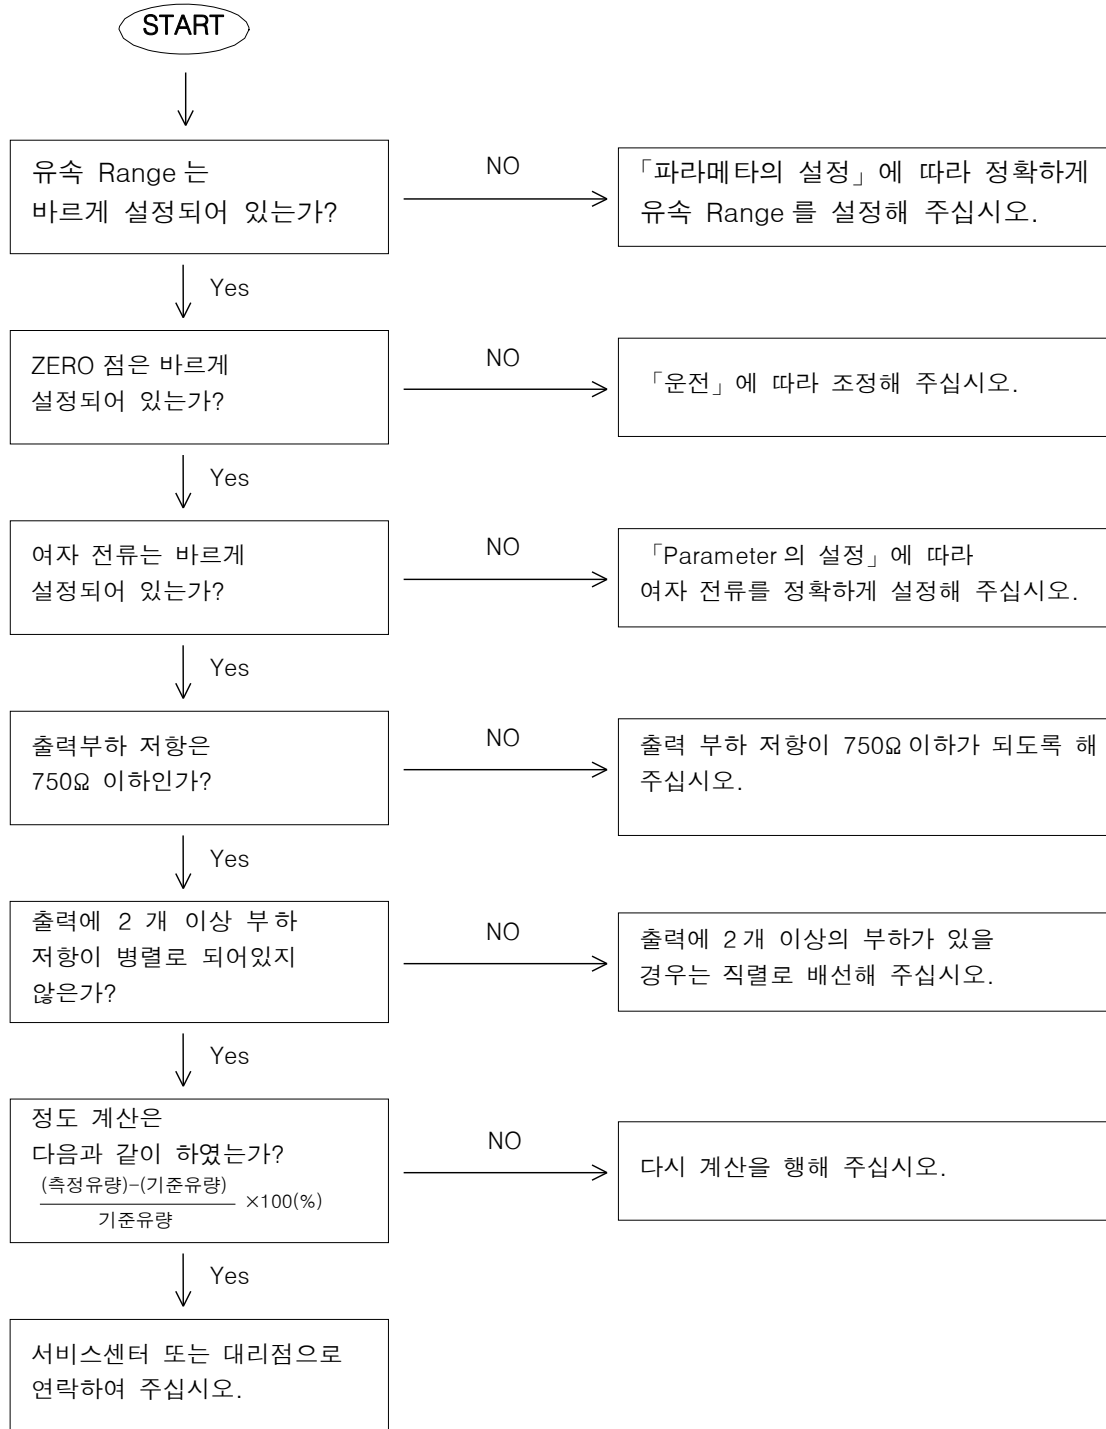 START
유속 Range 는
바르게 설정되어 있는가?
NO
「파라메타의 설정」에 따라 정확하게
유속 Range 를 설정해 주십시오.
Yes
ZERO 점은 바르게
설정되어 있는가?
NO
「운전」에 따라 조정해 주십시오.
Yes
여자 전류는 바르게
설정되어 있는가?
NO
「Parameter 의 설정」에 따라
여자 전류를 정확하게 설정해 주십시오.
Yes
출력부하 저항은
750Ω 이하인가?
NO
출력 부하 저항이 750Ω 이하가 되도록 해
주십시오.
Yes
출력에 2 개 이상 부하
저항이 병렬로 되어있지
않은가?
NO
출력에 2 개 이상의 부하가 있을
경우는 직렬로 배선해 주십시오.
Yes
정도 계산은
다음과 같이 하였는가?
(측정유량)-(기준유량)
×100(%)
기준유량
NO
다시 계산을 행해 주십시오.
Yes
서비스센터 또는 대리점으로
연락하여 주십시오.